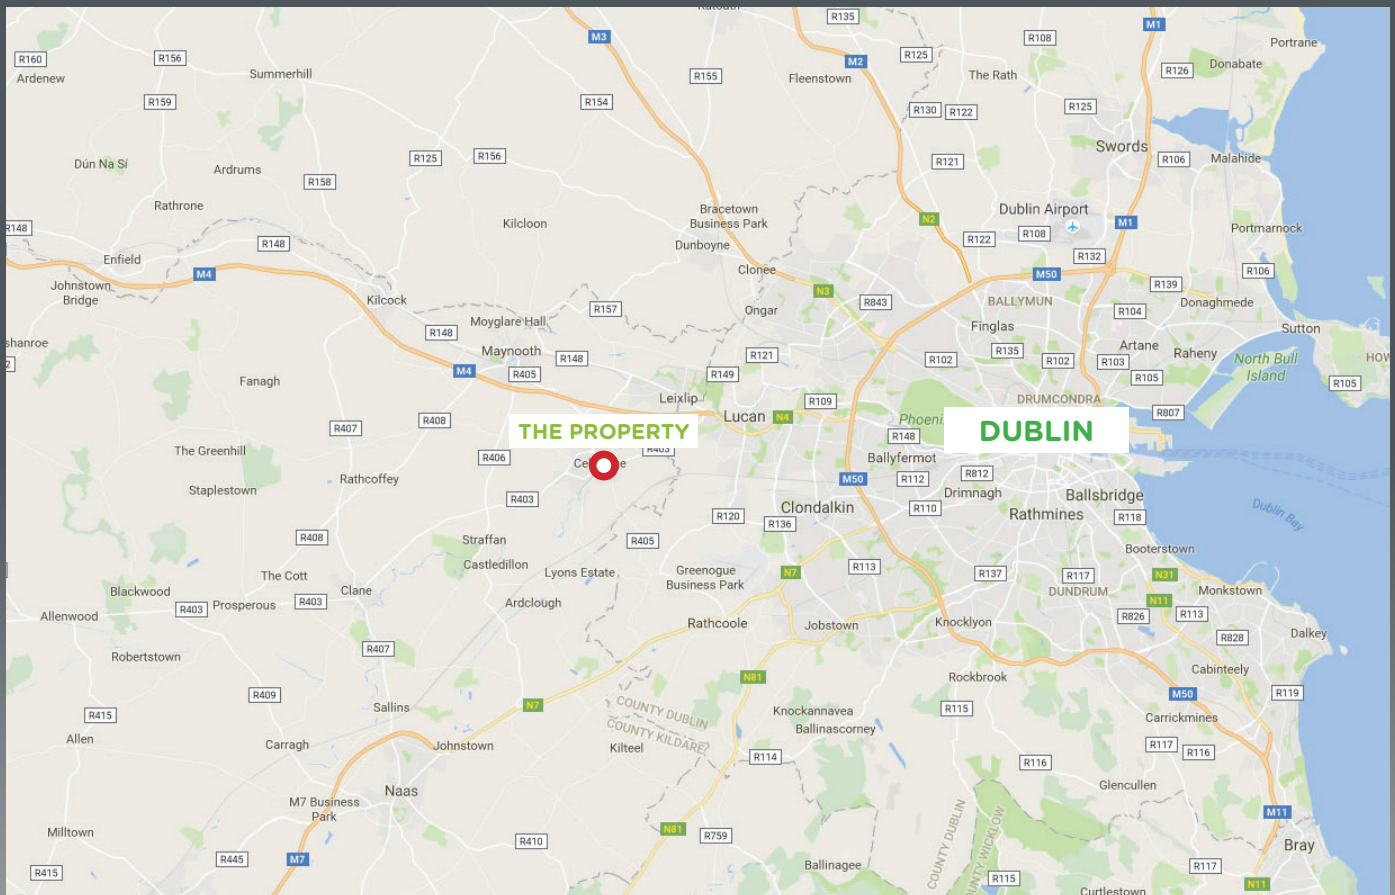 R135
M1
M3
Portrane
R108
R160
R156
R125
M2
Donabate
Ardenew
Summerhill
R155
Fleenstown
The Rath
R126
R159
R154
R130
R122
R125
Swords
Dún Na Sí
R125
R156
R121
R106
Malahide
Ardrums
R158
Rathrone
Bracetown
Business Park
Dublin Airport
Kilcloon
N2
M1
R148
Portmarnock
R148
Dunboyne
R122
R108
Enfield
R132
M4
Clonee
M50
R106
Johnstown
Bridge
Kilcock
N3
R843
BALLYMUN
R139
Donaghmede
R157
Ongar
R104
Moyglare Hall
R148
Finglas
Sutton
shanroe
Maynooth
R148
R121
R102
R135
R102
R103
Artane
Raheny
North Bull
Island
HOW
2
M4
R405
R149
R105
R105
Fanagh
Leixlip
R109
DRUMCONDRA
R807
R407
R408
Lucan
N4
Phoeni
THE PROPERTY
DUBLIN
R148
The Greenhill
R406
R403
Ballyfermot
Rathcoffey
M50
R112
R812
Staplestown
R403
Drimnagh
Ballsbridge
Clondalkin
R110
Rathmines
R118
Dublin Bay
R120
R136
R408
Straffan
R405
Booterstown
Castledillon
Lyons Estate
Greenogue
Business Park
N7
R113
R137
R117
N31
The Cott
DUNDRUM
Monkstown
Blackwood
Clane
N11
R403
Prosperous
R403
Ardclough
R826
R113
Allenwood
Rathcoole
Jobstown
Knocklyon
R828
Dalkey
R407
Robertstown
Cabinteely
N81
Rockbrook
R409
M50
R119
Sallins
N7
COUNTY DUBLIN
COUNTY KILDARE
Knockannavea
R115
R415
Ballinascorney
Carrickmines
Allen
Carragh
Johnstown
Kilteel
R117
R116
R114
R116
Naas
Glencullen
M7 Business
Park
M11
Milltown
N81
R759
R410
Bray
COUNTY DUBLIN
UNTY WICKLOW
R415
R445
M7
Ballinagee
R117
R115
N11
Curtlestown